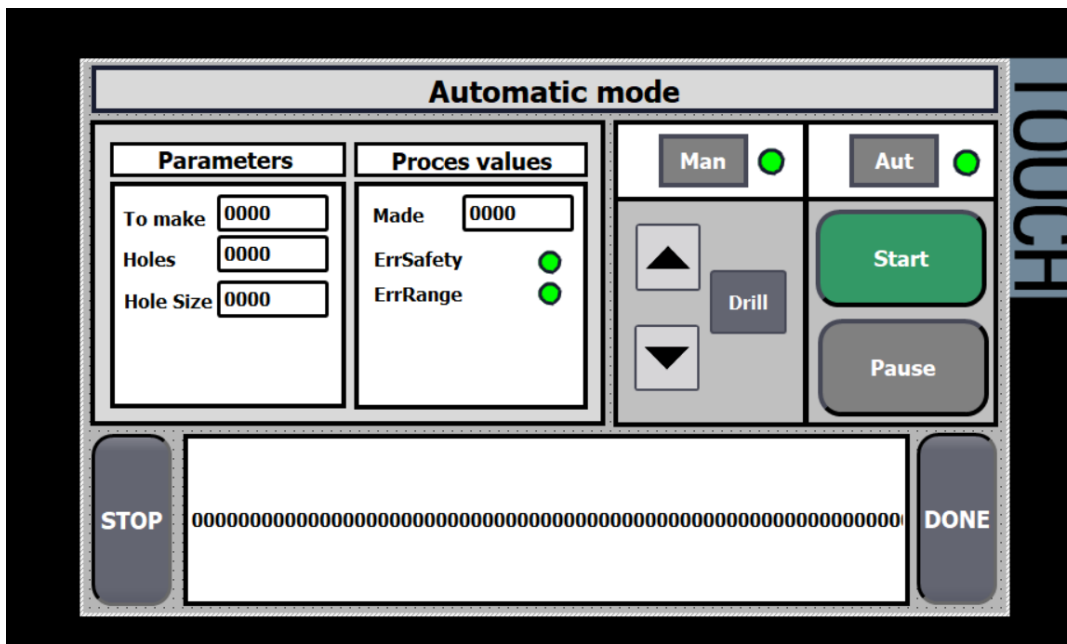 Automatic mode
Parameters
To make 0000
Holes 0000
Hole Size 0000
Proces values
Made 0000
ErrSafety
ErrRange
Man
Aut
Drill
Start
Pause
STOP
DONE
TOUCH